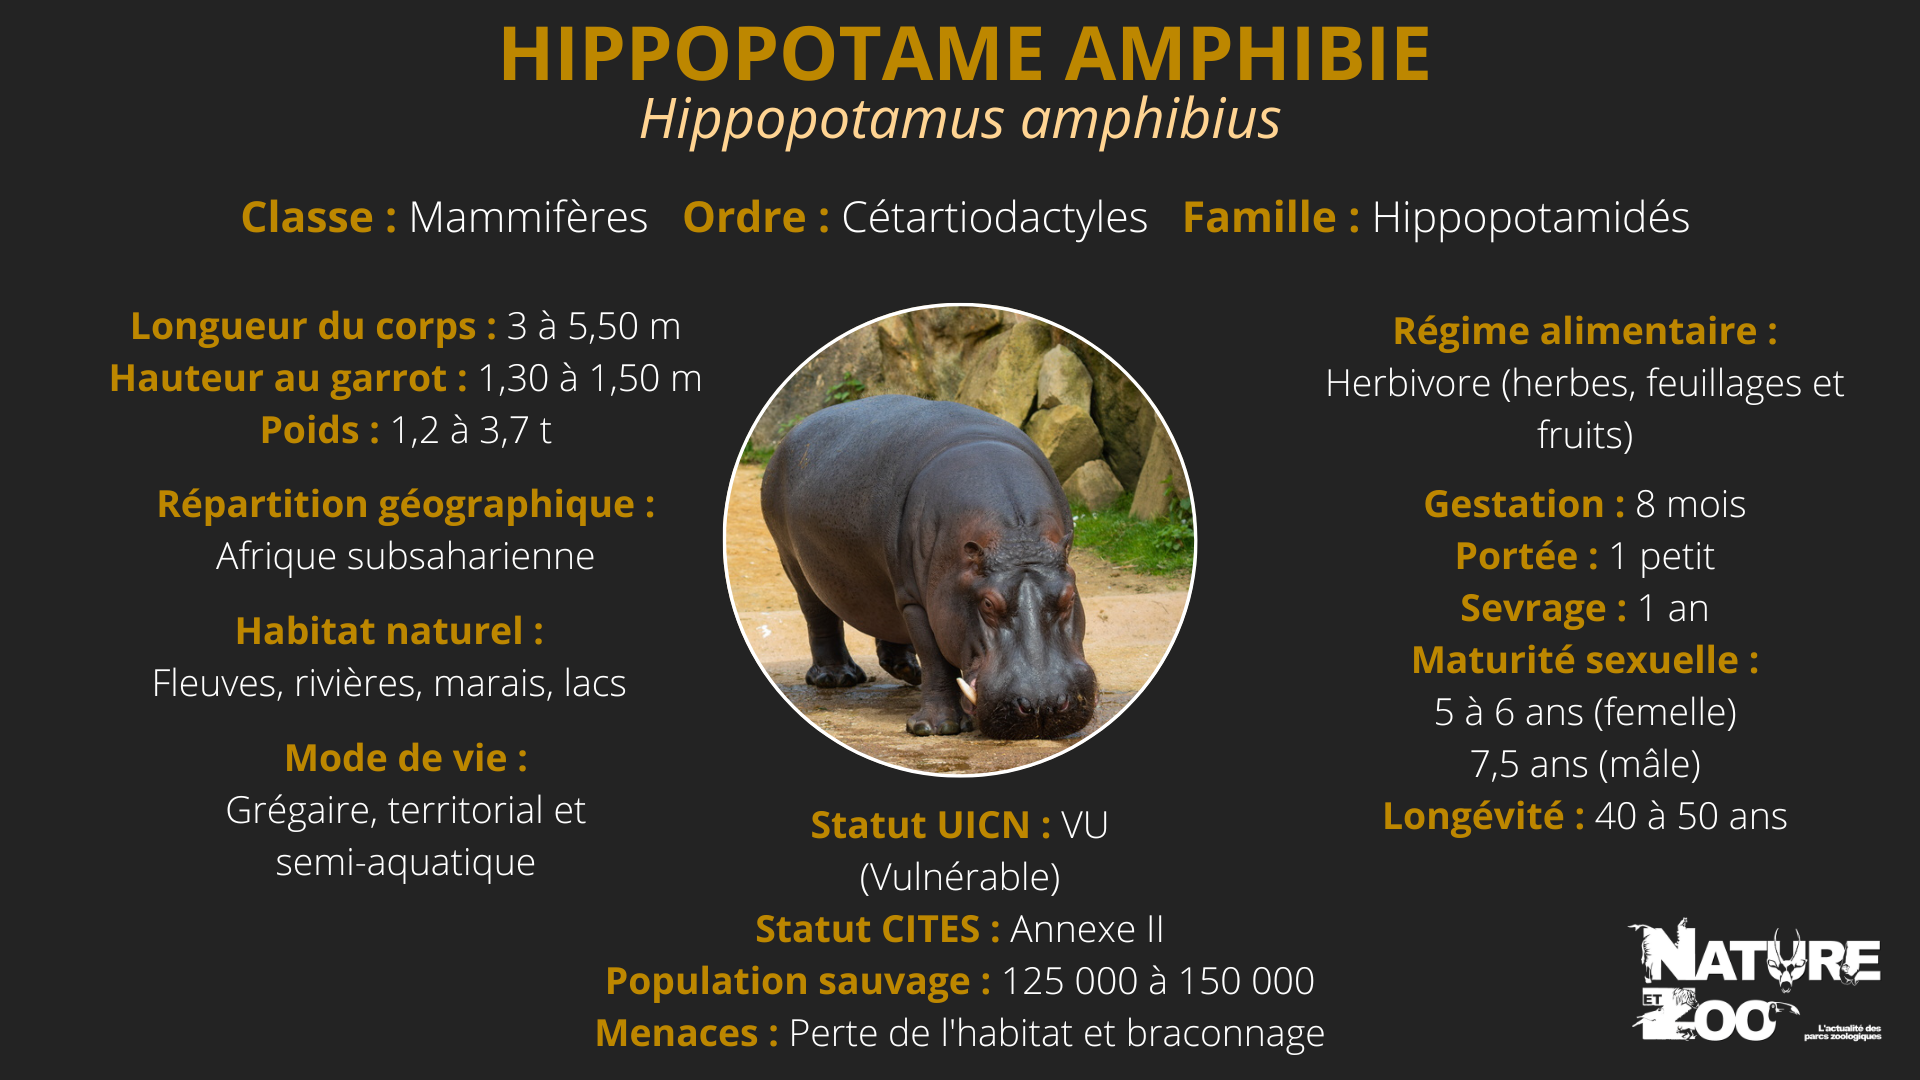 HIPPOPOTAME AMPHIBIE
Hippopotamus amphibius
Classe : Mammifères Ordre : Cétartiodactyles Famille : Hippopotamidés
Longueur du corps : 3 à 5,50 m
Hauteur au garrot : 1,30 à 1,50 m
Poids : 1,2 à 3,7 t
Répartition géographique :
Afrique subsaharienne
Habitat naturel :
Fleuves, rivières, marais, lacs
Mode de vie :
Grégaire, territorial et
semi-aquatique
Statut UICN : VU
(Vulnérable)
Statut CITES : Annexe II
Population sauvage : 125 000 à 150 000
Menaces : Perte de l'habitat et braconnage
Régime alimentaire :
Herbivore (herbes, feuillages et
fruits)
Gestation : 8 mois
Portée : 1 petit
Sevrage : 1 an
Maturité sexuelle :
5 à 6 ans (femelle)
7,5 ans (mâle)
Longévité : 40 à 50 ans
NATURE
ET
ZOO
L'actualité des
parcs zoologiques